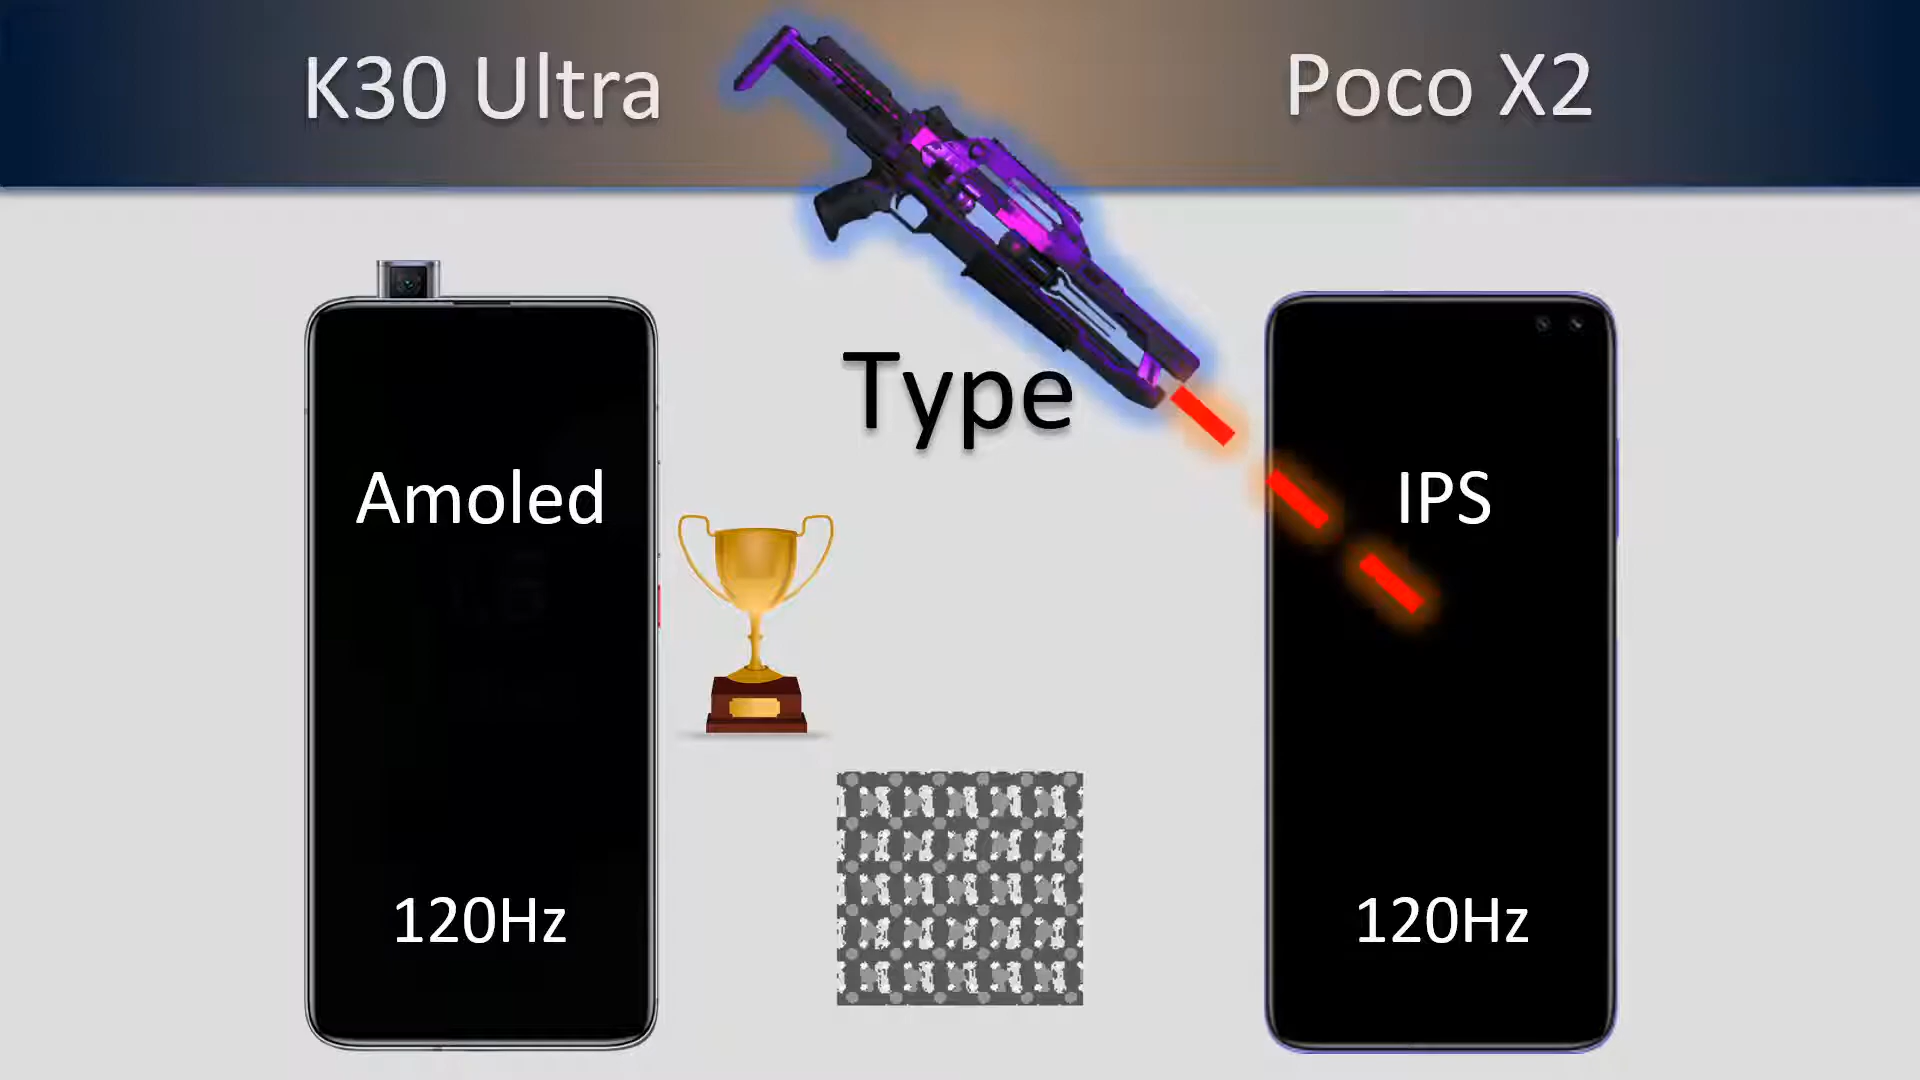 K30 Ultra
Poco X2
Type
Amoled
IPS
120Hz
120Hz